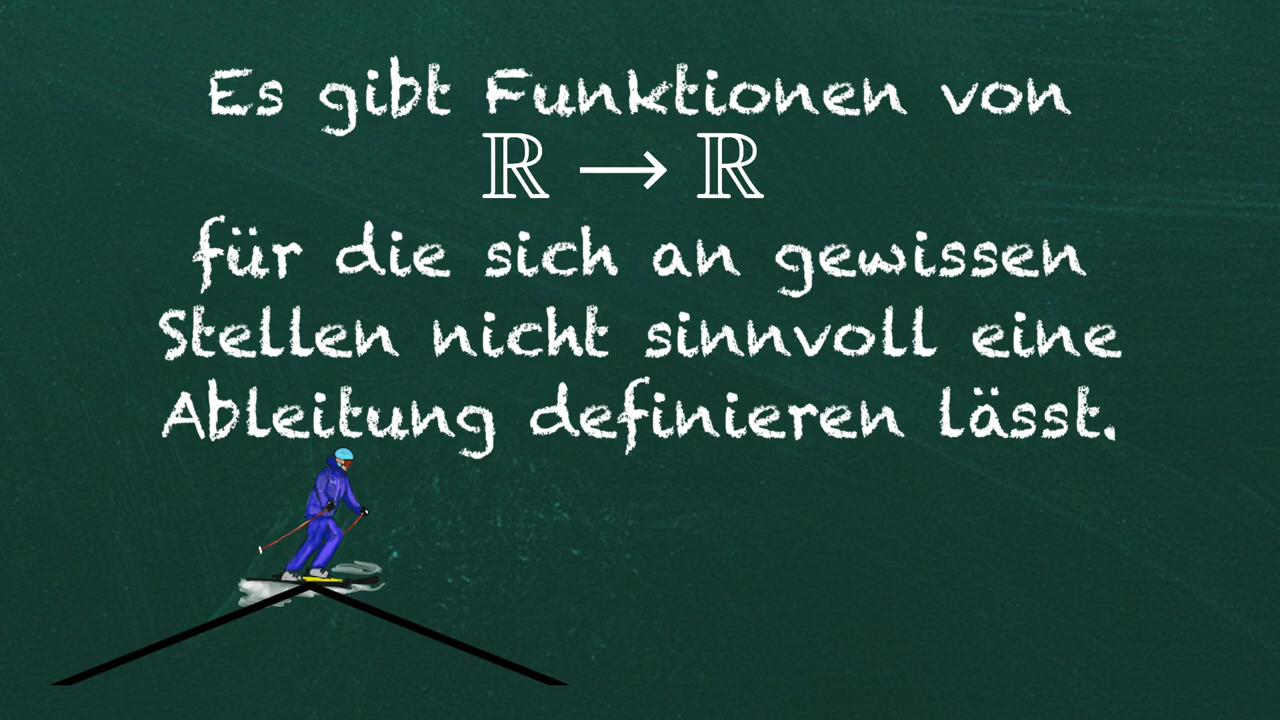 Es gibt Funktionen von
ℝ → ℝ
für die sich an gewissen
Stellen nicht sinnvoll eine
Ableitung definieren lässt.